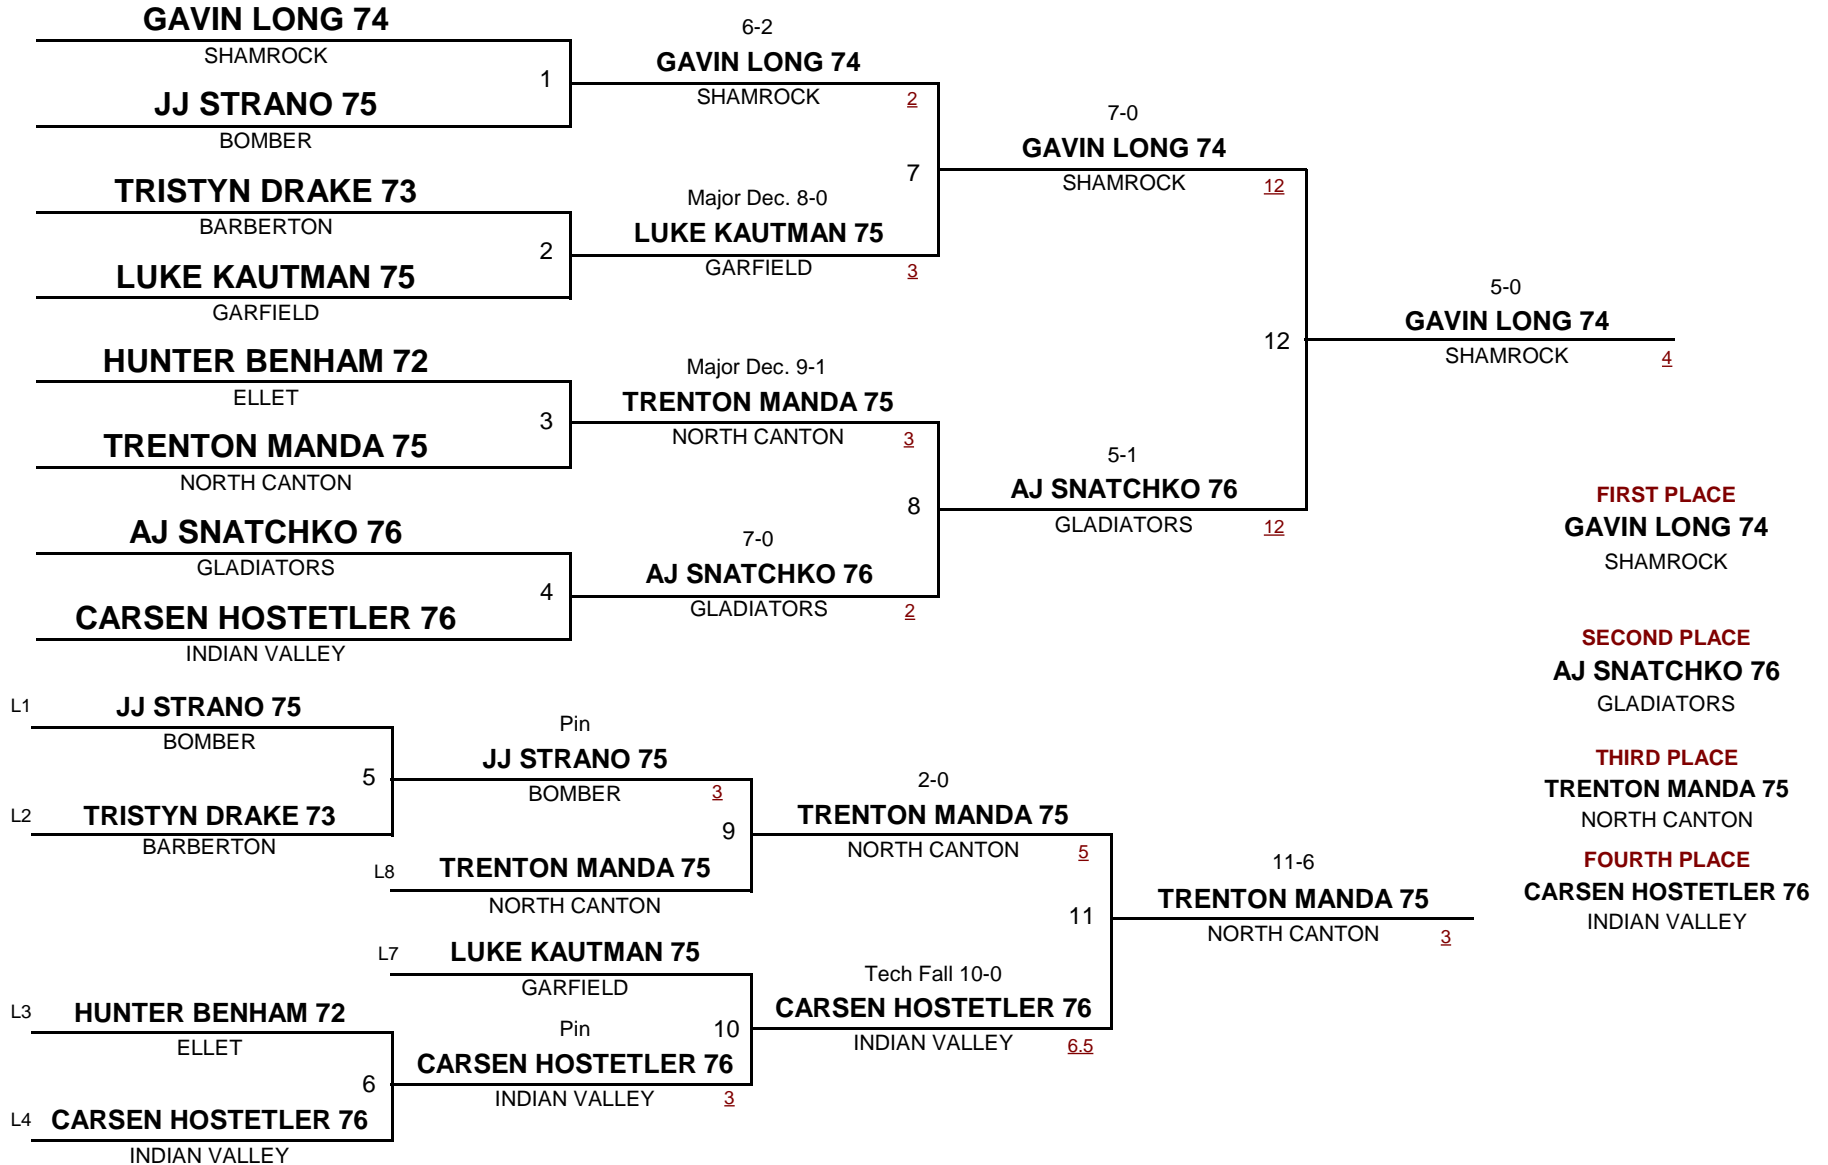 GAVIN LONG 74
SHAMROCK
1
JJ STRANO 75
BOMBER
TRISTYN DRAKE 73
BARBERTON
2
LUKE KAUTMAN 75
GARFIELD
HUNTER BENHAM 72
ELLET
3
TRENTON MANDA 75
NORTH CANTON
AJ SNATCHKO 76
GLADIATORS
4
CARSEN HOSTETLER 76
INDIAN VALLEY
6-2
GAVIN LONG 74
SHAMROCK 2
7
Major Dec. 8-0
LUKE KAUTMAN 75
GARFIELD 3
Major Dec. 9-1
TRENTON MANDA 75
NORTH CANTON 3
8
7-0
AJ SNATCHKO 76
GLADIATORS 2
7-0
GAVIN LONG 74
SHAMROCK 12
12
5-1
AJ SNATCHKO 76
GLADIATORS 12
5-0
GAVIN LONG 74
SHAMROCK 4
FIRST PLACE
GAVIN LONG 74
SHAMROCK
SECOND PLACE
AJ SNATCHKO 76
GLADIATORS
THIRD PLACE
TRENTON MANDA 75
NORTH CANTON
FOURTH PLACE
CARSEN HOSTETLER 76
INDIAN VALLEY
L1 JJ STRANO 75
BOMBER
5
L2 TRISTYN DRAKE 73
BARBERTON
Pin
JJ STRANO 75
BOMBER 3
9
L8 TRENTON MANDA 75
NORTH CANTON
L7 LUKE KAUTMAN 75
GARFIELD
10
Pin
CARSEN HOSTETLER 76
INDIAN VALLEY 3
L3 HUNTER BENHAM 72
ELLET
6
L4 CARSEN HOSTETLER 76
INDIAN VALLEY
2-0
TRENTON MANDA 75
NORTH CANTON 5
11
Tech Fall 10-0
CARSEN HOSTETLER 76
INDIAN VALLEY 6.5
11-6
TRENTON MANDA 75
NORTH CANTON 3